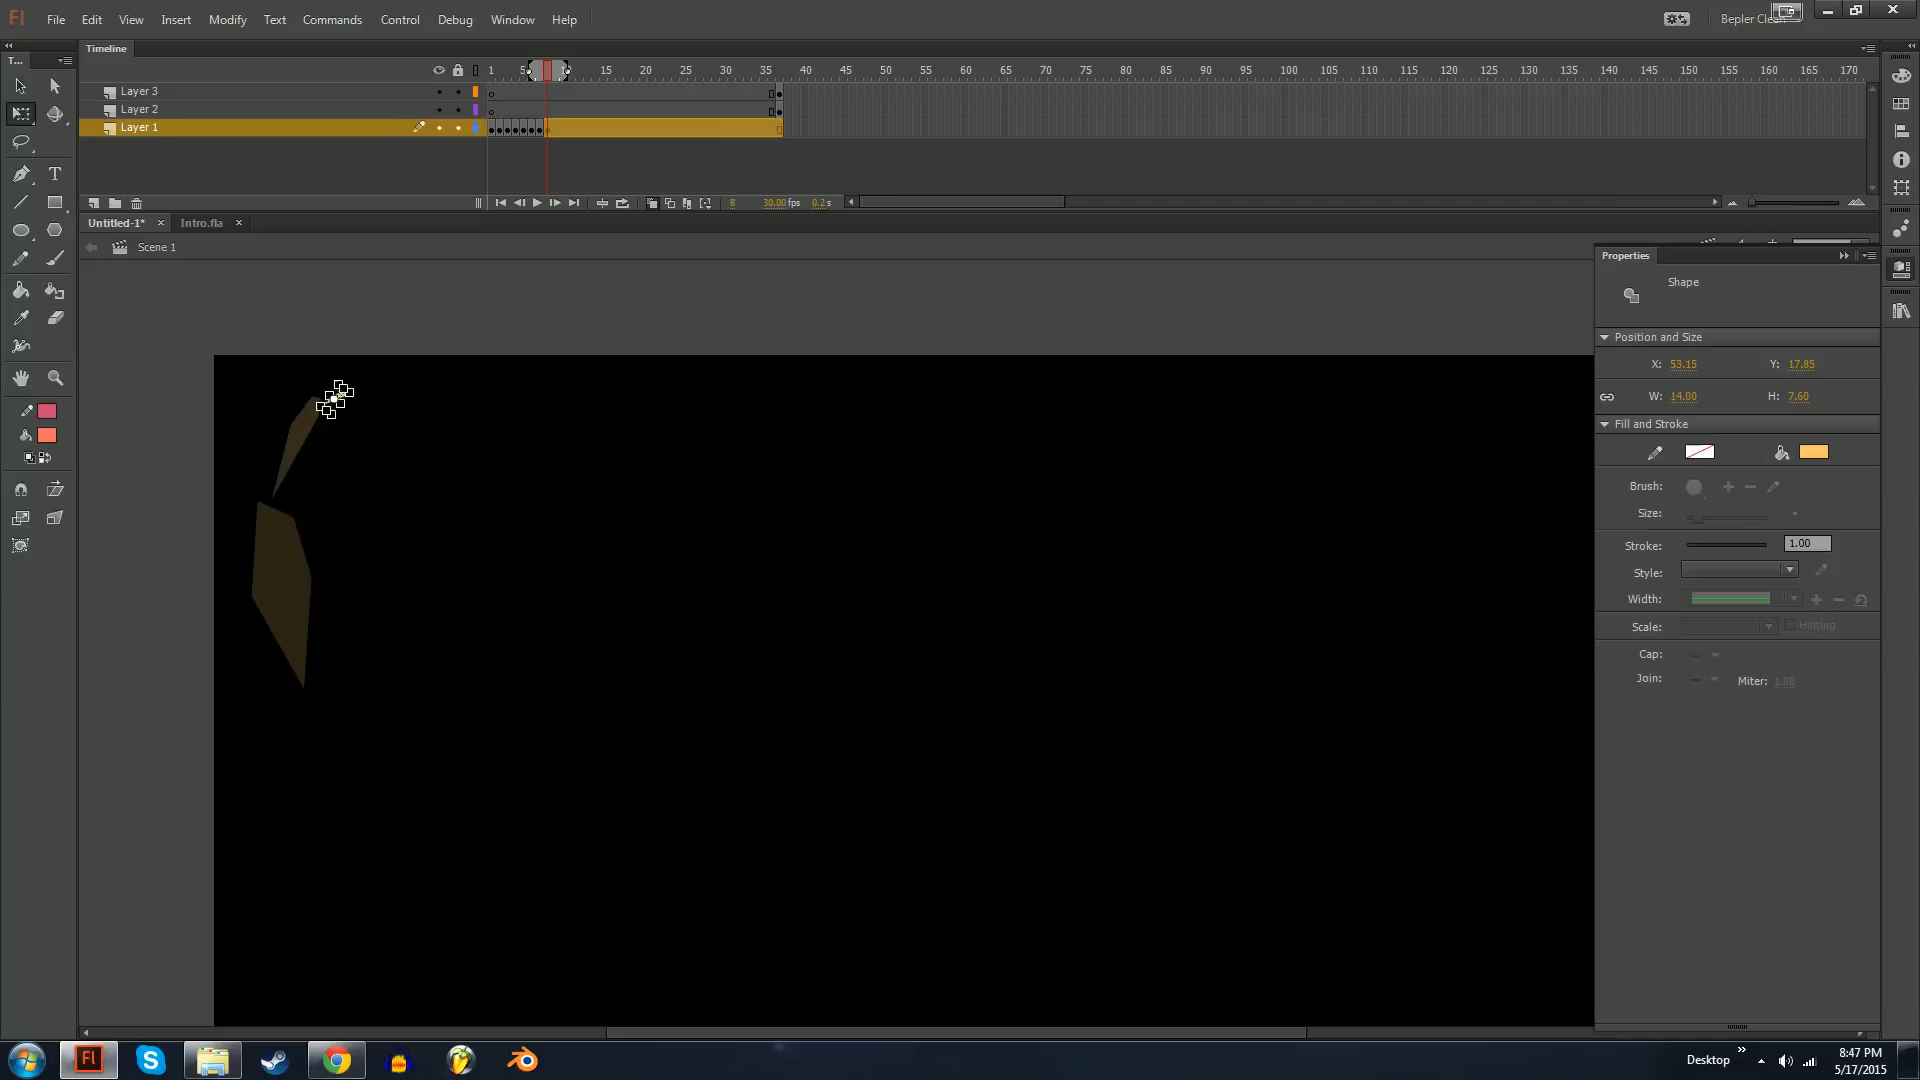 Fl File Edit View Insert Modify Text Commands Control Debug Window Help
Timeline
T...
1 5 15 20 25 30 35 40 45 50 55 60 65 70 75 80 85 90 95 100 105 110 115 120 125 130 135 140 145 150 155 160 165 170
Layer 3
Layer 2
Layer 1
8 30.00 fps 0.2 s
Untitled-1* × Intro.fla ×
Scene 1
Properties
Shape
Position and Size
X: 53.15 Y: 17.85
W: 14.00 H: 7.60
Fill and Stroke
Brush:
Size:
Stroke: 1.00
Style:
Width:
Scale: Hinting
Cap:
Join: Miter: 1.00
Fl Desktop 8:47 PM
5/17/2015